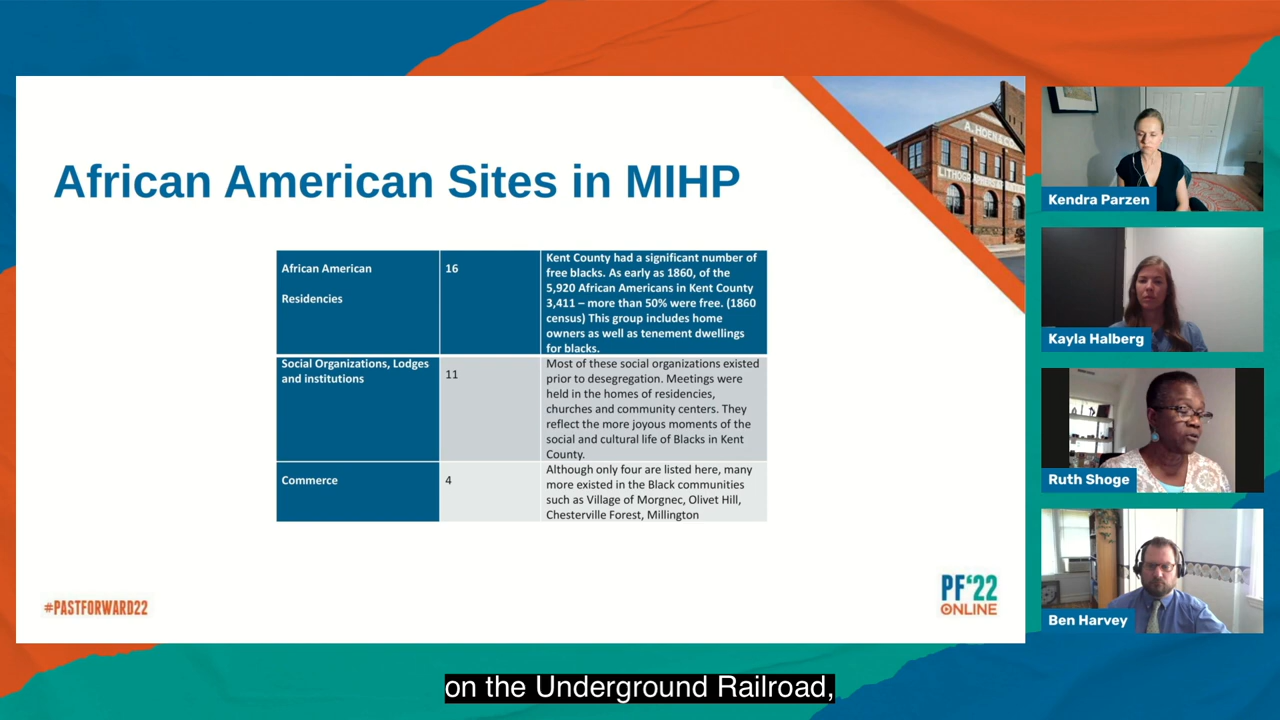 African American Sites in MIHP
African American
Residencies
16
Kent County had a significant number of
free blacks. As early as 1860, of the
5,920 African Americans in Kent County
3,411 – more than 50% were free. (1860
census) This group includes home
owners as well as tenement dwellings
for blacks.
Social Organizations, Lodges
and institutions
11
Most of these social organizations existed
prior to desegregation. Meetings were
held in the homes of residencies,
churches and community centers. They
reflect the more joyous moments of the
social and cultural life of Blacks in Kent
County.
Commerce
4
Although only four are listed here, many
more existed in the Black communities
such as Village of Morgnec, Olivet Hill,
Chesterville Forest, Millington
#PASTFORWARD22
PF'22
ONLINE
A. HOEN & CO.
Kendra Parzen
Kayla Halberg
Ruth Shoge
Ben Harvey
on the Underground Railroad,